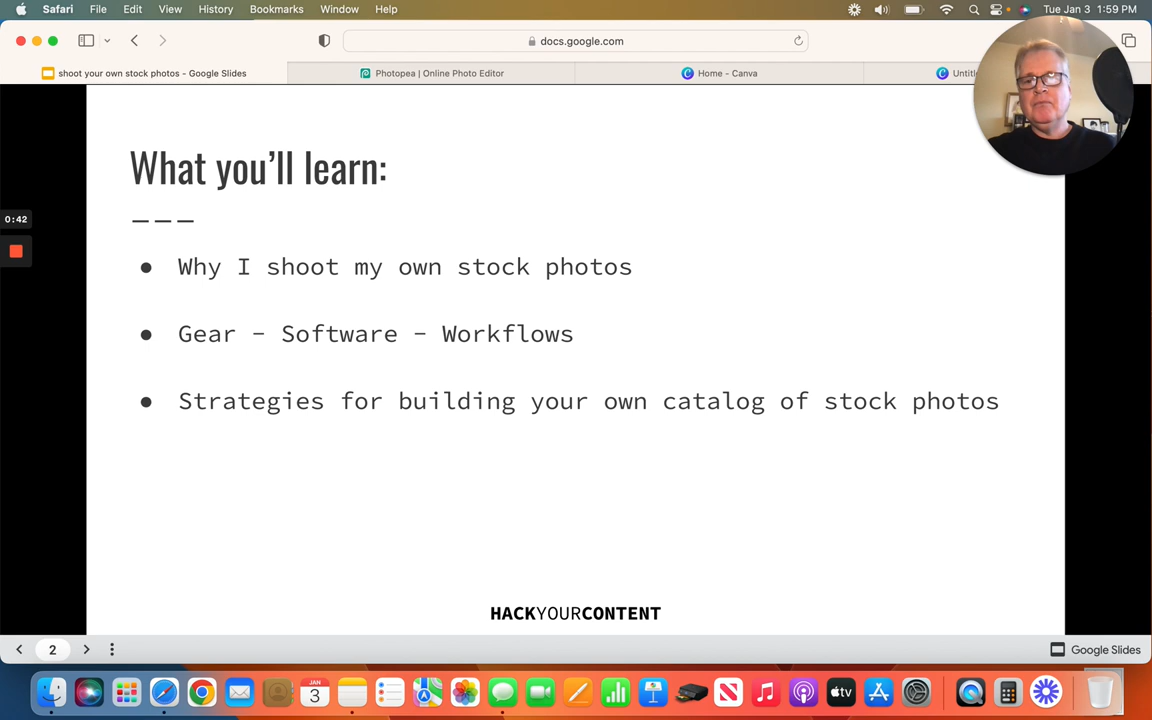 Safari File Edit View History Bookmarks Window Help Tue Jan 3 1:59 PM
docs.google.com
shoot your own stock photos - Google Slides Photopea | Online Photo Editor Home - Canva
What you'll learn:
0:42
● Why I shoot my own stock photos
● Gear - Software - Workflows
● Strategies for building your own catalog of stock photos
HACKYOURCONTENT
2 Google Slides
JAN
3
tv